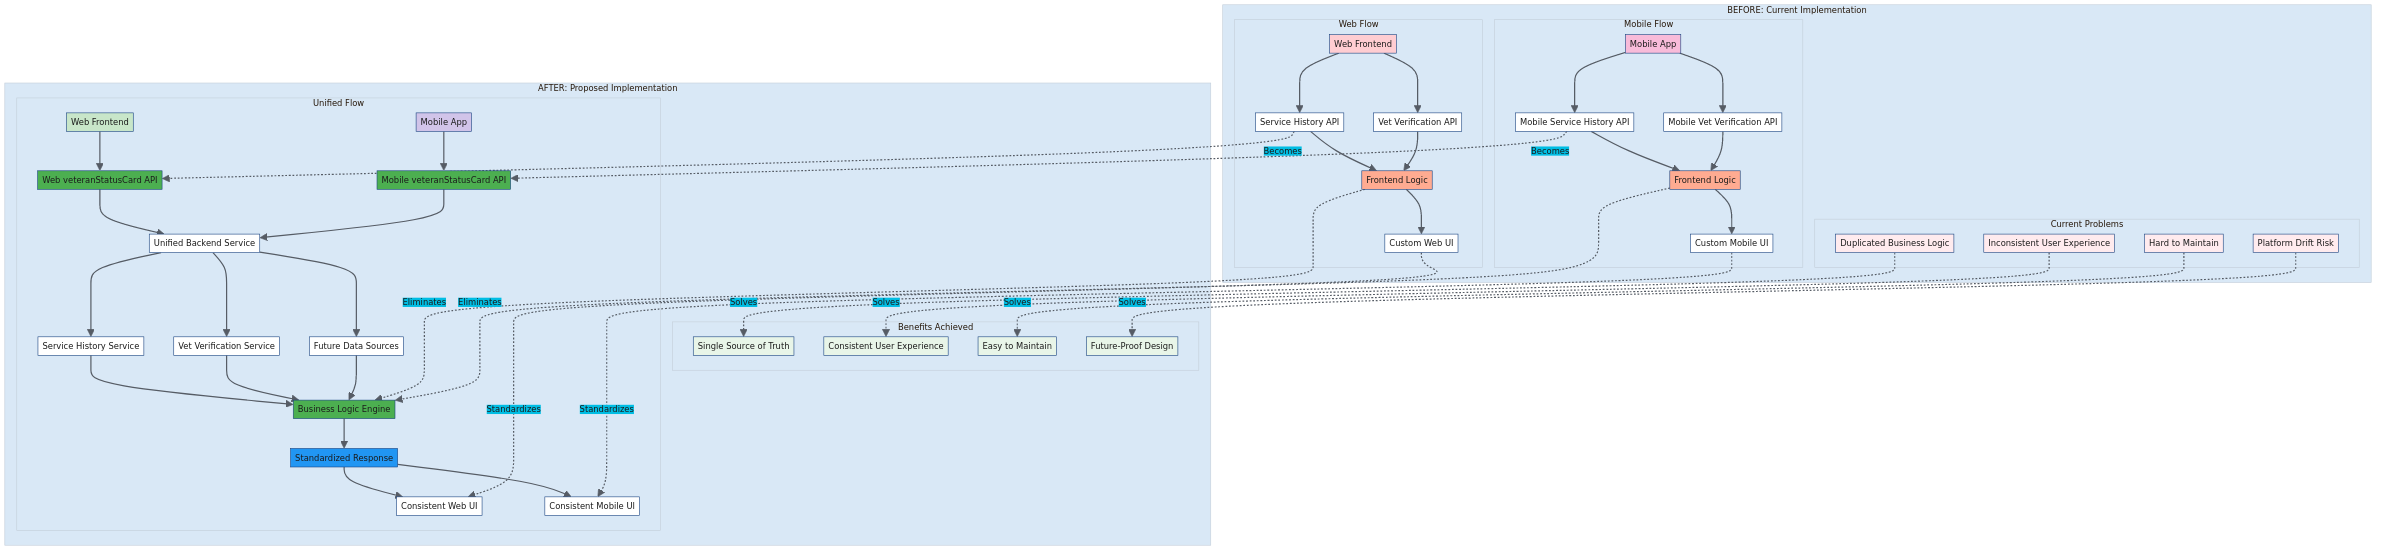 BEFORE: Current Implementation
Web Flow
Mobile Flow
Web Frontend
Mobile App
Service History API
Vet Verification API
Mobile Service History API
Mobile Vet Verification API
Becomes
Becomes
Frontend Logic
Frontend Logic
Current Problems
Custom Web UI
Custom Mobile UI
Duplicated Business Logic
Inconsistent User Experience
Hard to Maintain
Platform Drift Risk
AFTER: Proposed Implementation
Unified Flow
Web Frontend
Mobile App
Web veteranStatusCard API
Mobile veteranStatusCard API
Unified Backend Service
Eliminates
Eliminates
Solves
Solves
Solves
Solves
Benefits Achieved
Service History Service
Vet Verification Service
Future Data Sources
Single Source of Truth
Consistent User Experience
Easy to Maintain
Future-Proof Design
Business Logic Engine
Standardizes
Standardizes
Standardized Response
Consistent Web UI
Consistent Mobile UI